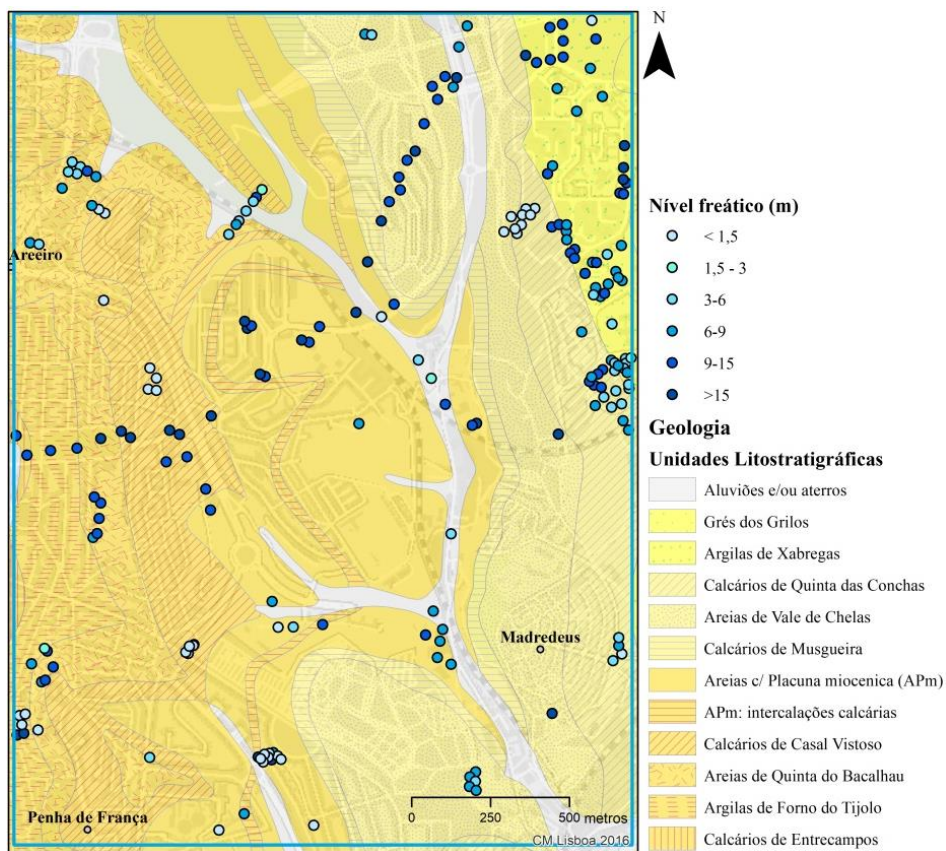 N
Areeiro
Madredeus
Penha de França
0 250 500 metros
CM Lisboa 2016
Nível freático (m)
< 1,5
1,5 - 3
3-6
6-9
9-15
>15
Geologia
Unidades Litostratigráficas
Aluviões e/ou aterros
Grés dos Grilos
Argilas de Xabregas
Calcários de Quinta das Conchas
Areias de Vale de Chelas
Calcários de Musgueira
Areias c/ Placuna miocenica (APm)
APm: intercalações calcárias
Calcários de Casal Vistoso
Areias de Quinta do Bacalhau
Argilas de Forno do Tijolo
Calcários de Entrecampos